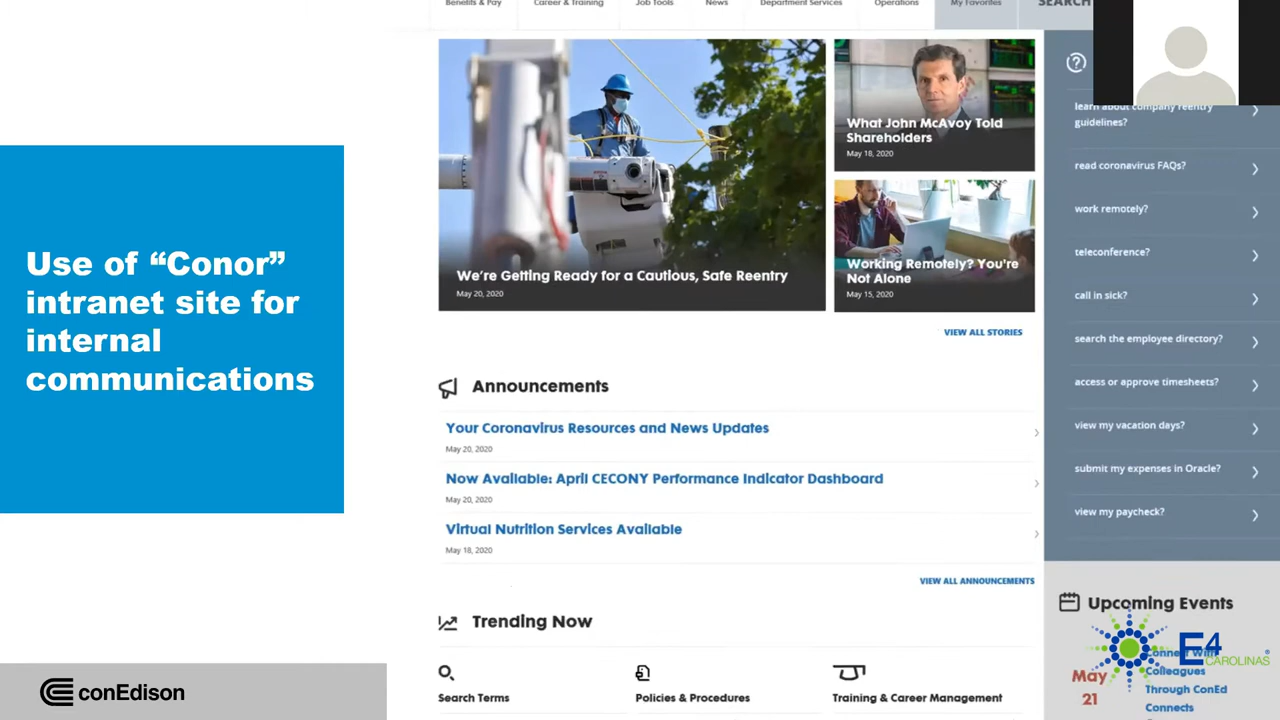 Benefits & Pay
Career & Training
Job Tools
News
Department Services
Operations
My Favorites
SEARCH
Use of “Conor”
intranet site for
internal
communications
We're Getting Ready for a Cautious, Safe Reentry
May 20, 2020
What John McAvoy Told
Shareholders
May 18, 2020
Working Remotely? You're
Not Alone
May 15, 2020
VIEW ALL STORIES
Announcements
Your Coronavirus Resources and News Updates
May 20, 2020
Now Available: April CECONY Performance Indicator Dashboard
May 20, 2020
Virtual Nutrition Services Available
May 18, 2020
VIEW ALL ANNOUNCEMENTS
Trending Now
Search Terms
Policies & Procedures
Training & Career Management
learn about company reentry
guidelines?
read coronavirus FAQs?
work remotely?
teleconference?
call in sick?
search the employee directory?
access or approve timesheets?
view my vacation days?
submit my expenses in Oracle?
view my paycheck?
Upcoming Events
May
21
Connect With
Colleagues
Through ConEd
Connects
E4
CAROLINAS
conEdison